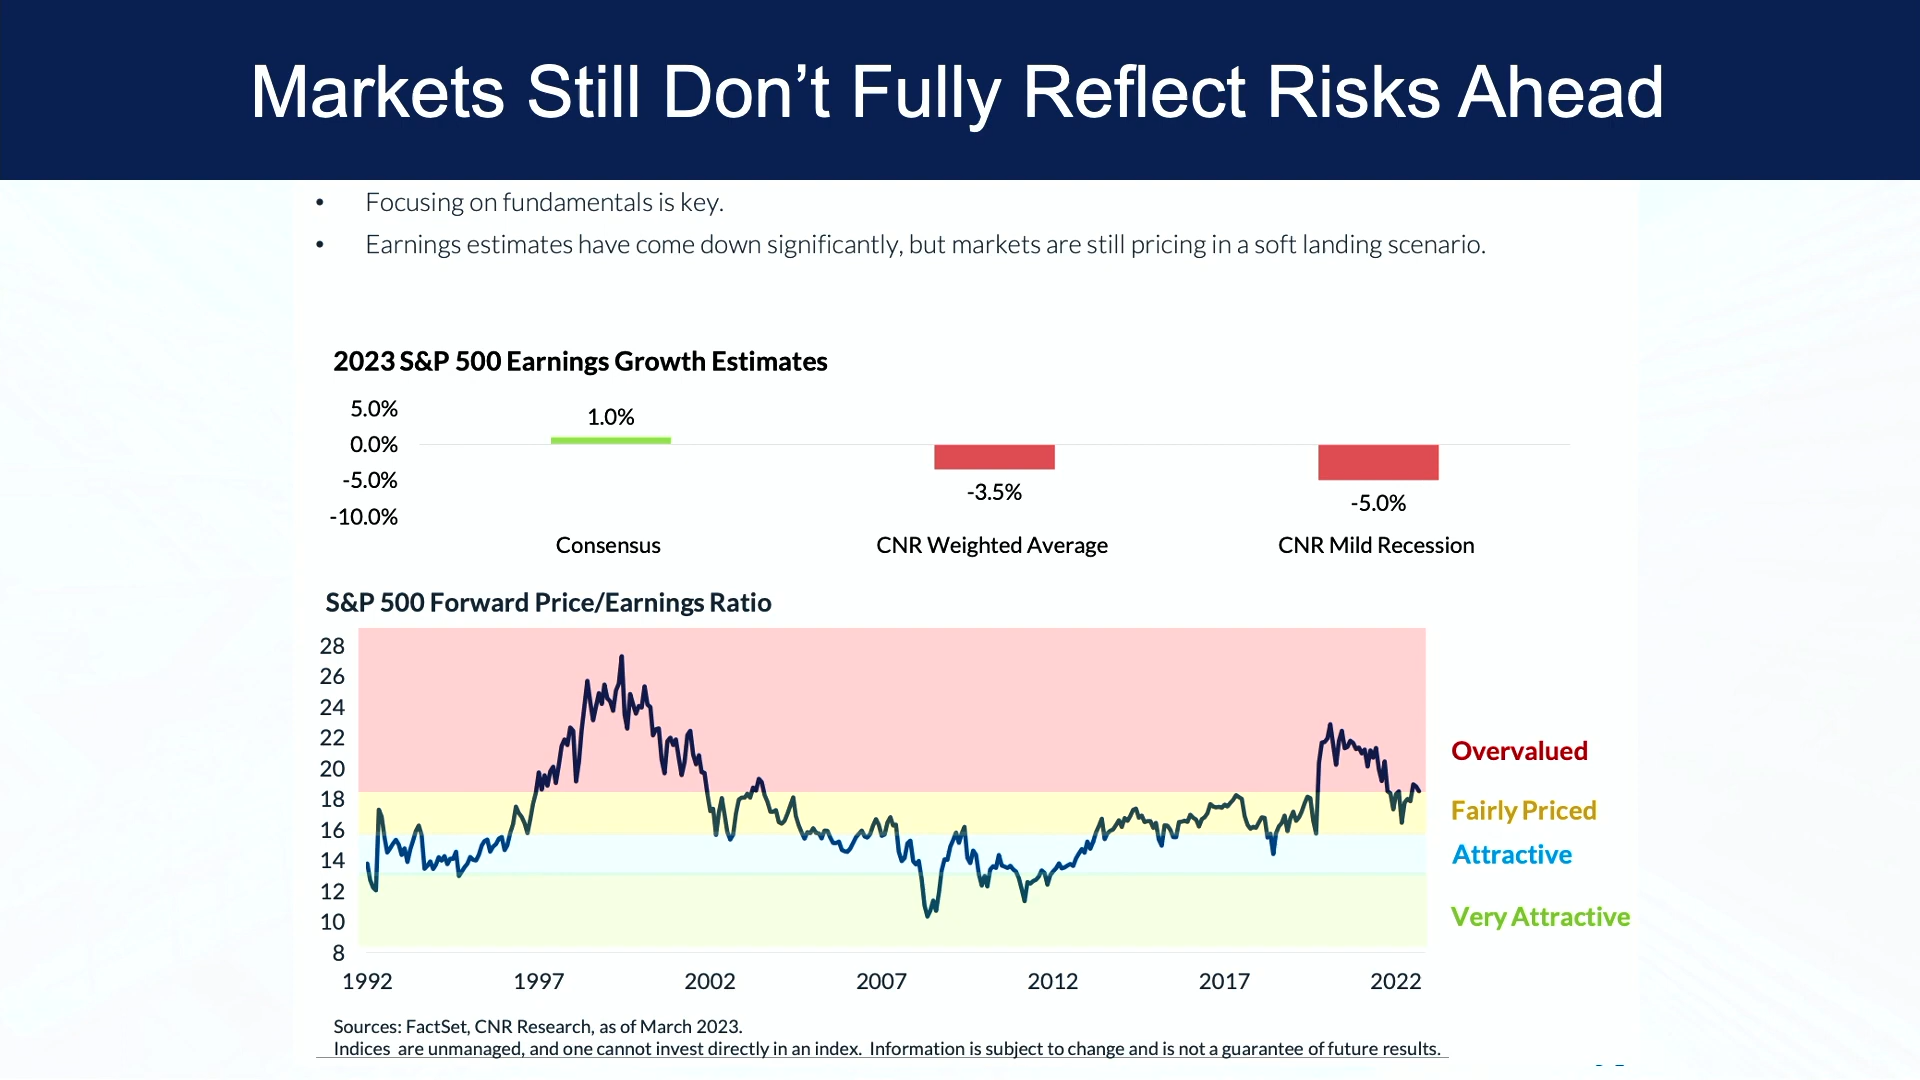 Markets Still Don’t Fully Reflect Risks Ahead
• Focusing on fundamentals is key.
• Earnings estimates have come down significantly, but markets are still pricing in a soft landing scenario.
2023 S&P 500 Earnings Growth Estimates
5.0%
0.0%
-5.0%
-10.0%
1.0%
-3.5%
-5.0%
Consensus
CNR Weighted Average
CNR Mild Recession
S&P 500 Forward Price/Earnings Ratio
28
26
24
22
20
18
16
14
12
10
8
1992
1997
2002
2007
2012
2017
2022
Overvalued
Fairly Priced
Attractive
Very Attractive
Sources: FactSet, CNR Research, as of March 2023.
Indices are unmanaged, and one cannot invest directly in an index. Information is subject to change and is not a guarantee of future results.